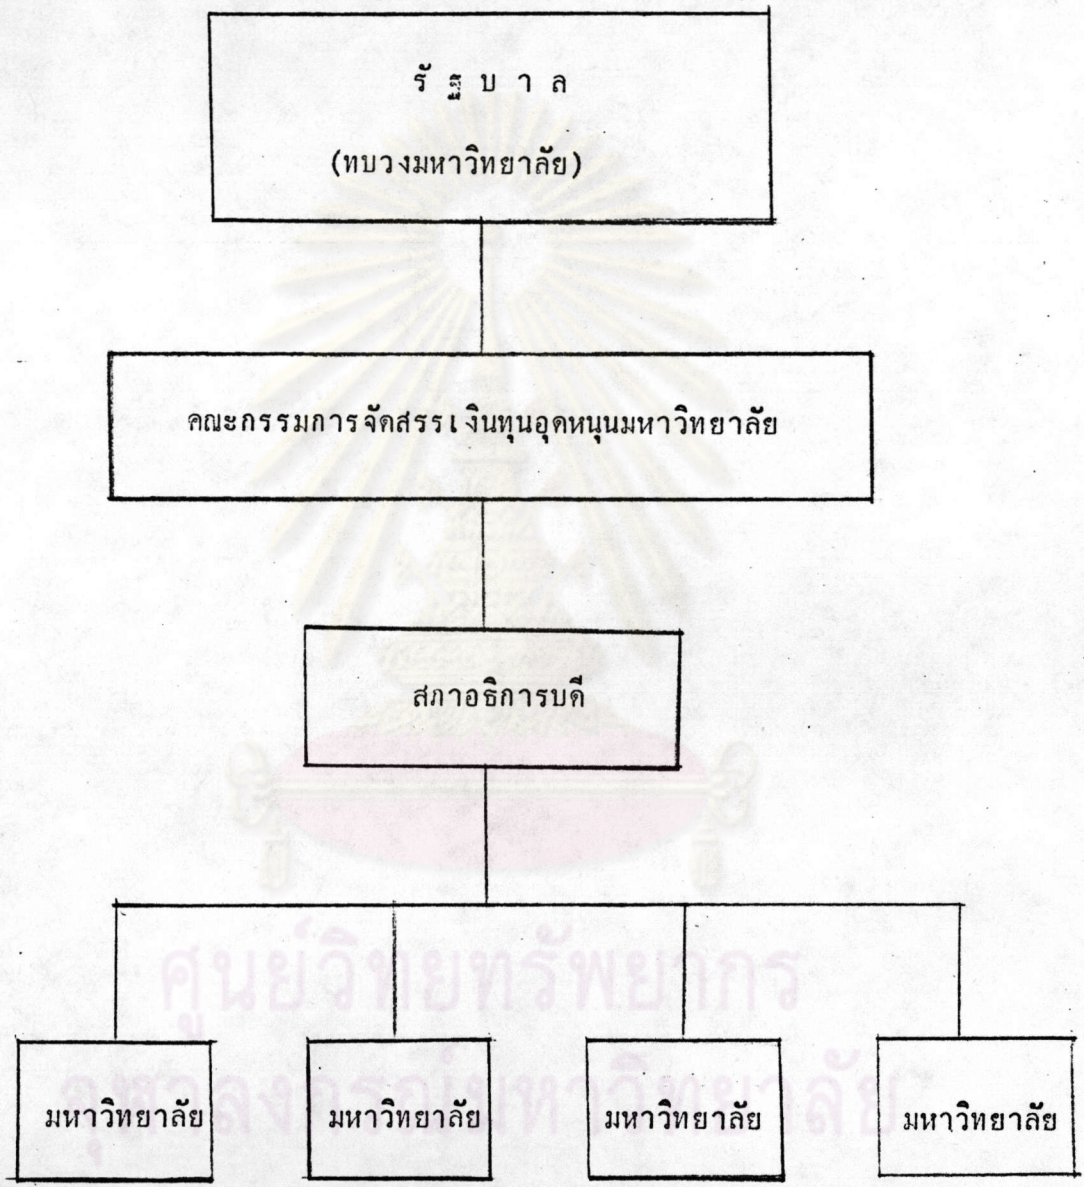 รั ฐ บ า ล
(ทบวงมหาวิทยาลัย)
คณะกรรมการจัดสรรเงินทุนอุดหนุนมหาวิทยาลัย
สภาอธิการบดี
ศูนย์วิทยทรัพยากร
จุฬาลงกรณ์มหาวิทยาลัย
มหาวิทยาลัย มหาวิทยาลัย มหาวิทยาลัย มหาวิทยาลัย